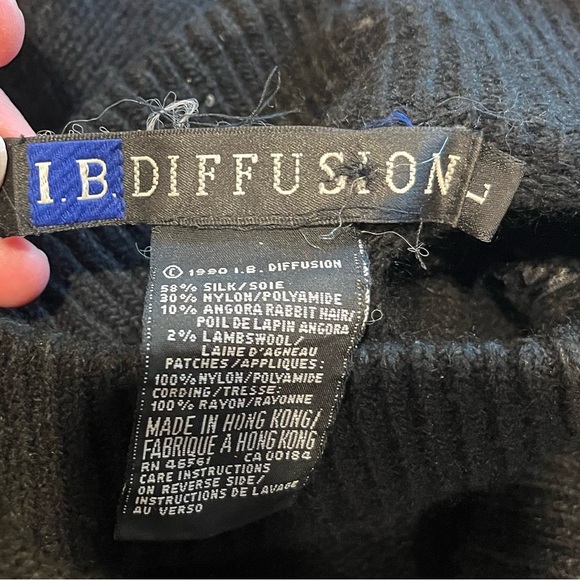 I.B. DIFFUSION
L
© 1990 I.B. DIFFUSION
58% SILK/SOIE
30% NYLON/POLYAMIDE
10% ANGORA RABBIT HAIR/
POIL DE LAPIN ANGORA
2% LAMBSWOOL/
LAINE D'AGNEAU
PATCHES/APPLIQUES:
100% NYLON/POLYAMIDE
CORDING/TRESSE:
100% RAYON/RAYONNE
MADE IN HONG KONG/
FABRIQUE A HONG KONG
RN 46561 CA 00184
CARE INSTRUCTIONS
ON REVERSE SIDE/
INSTRUCTIONS DE LAVAGE
AU VERSO